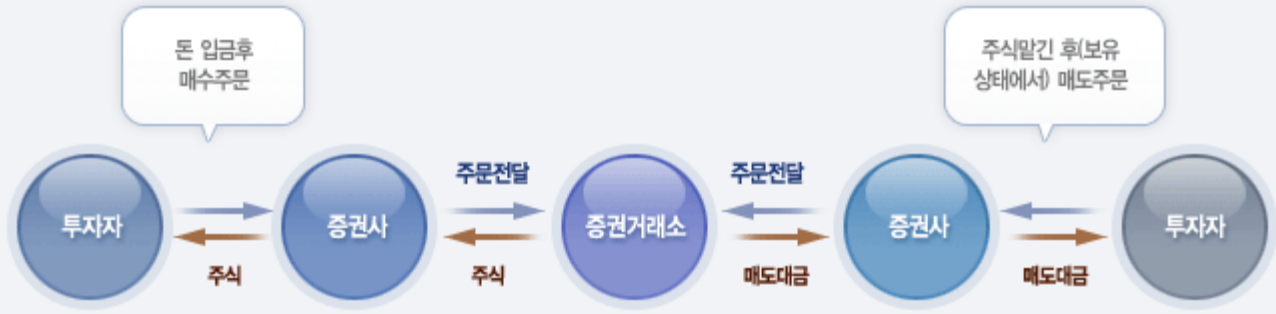 돈 입금후
매수주문
주식맡긴 후(보유
상태에서) 매도주문
주문전달
주문전달
투자자
증권사
증권거래소
증권사
투자자
주식
주식
매도대금
매도대금